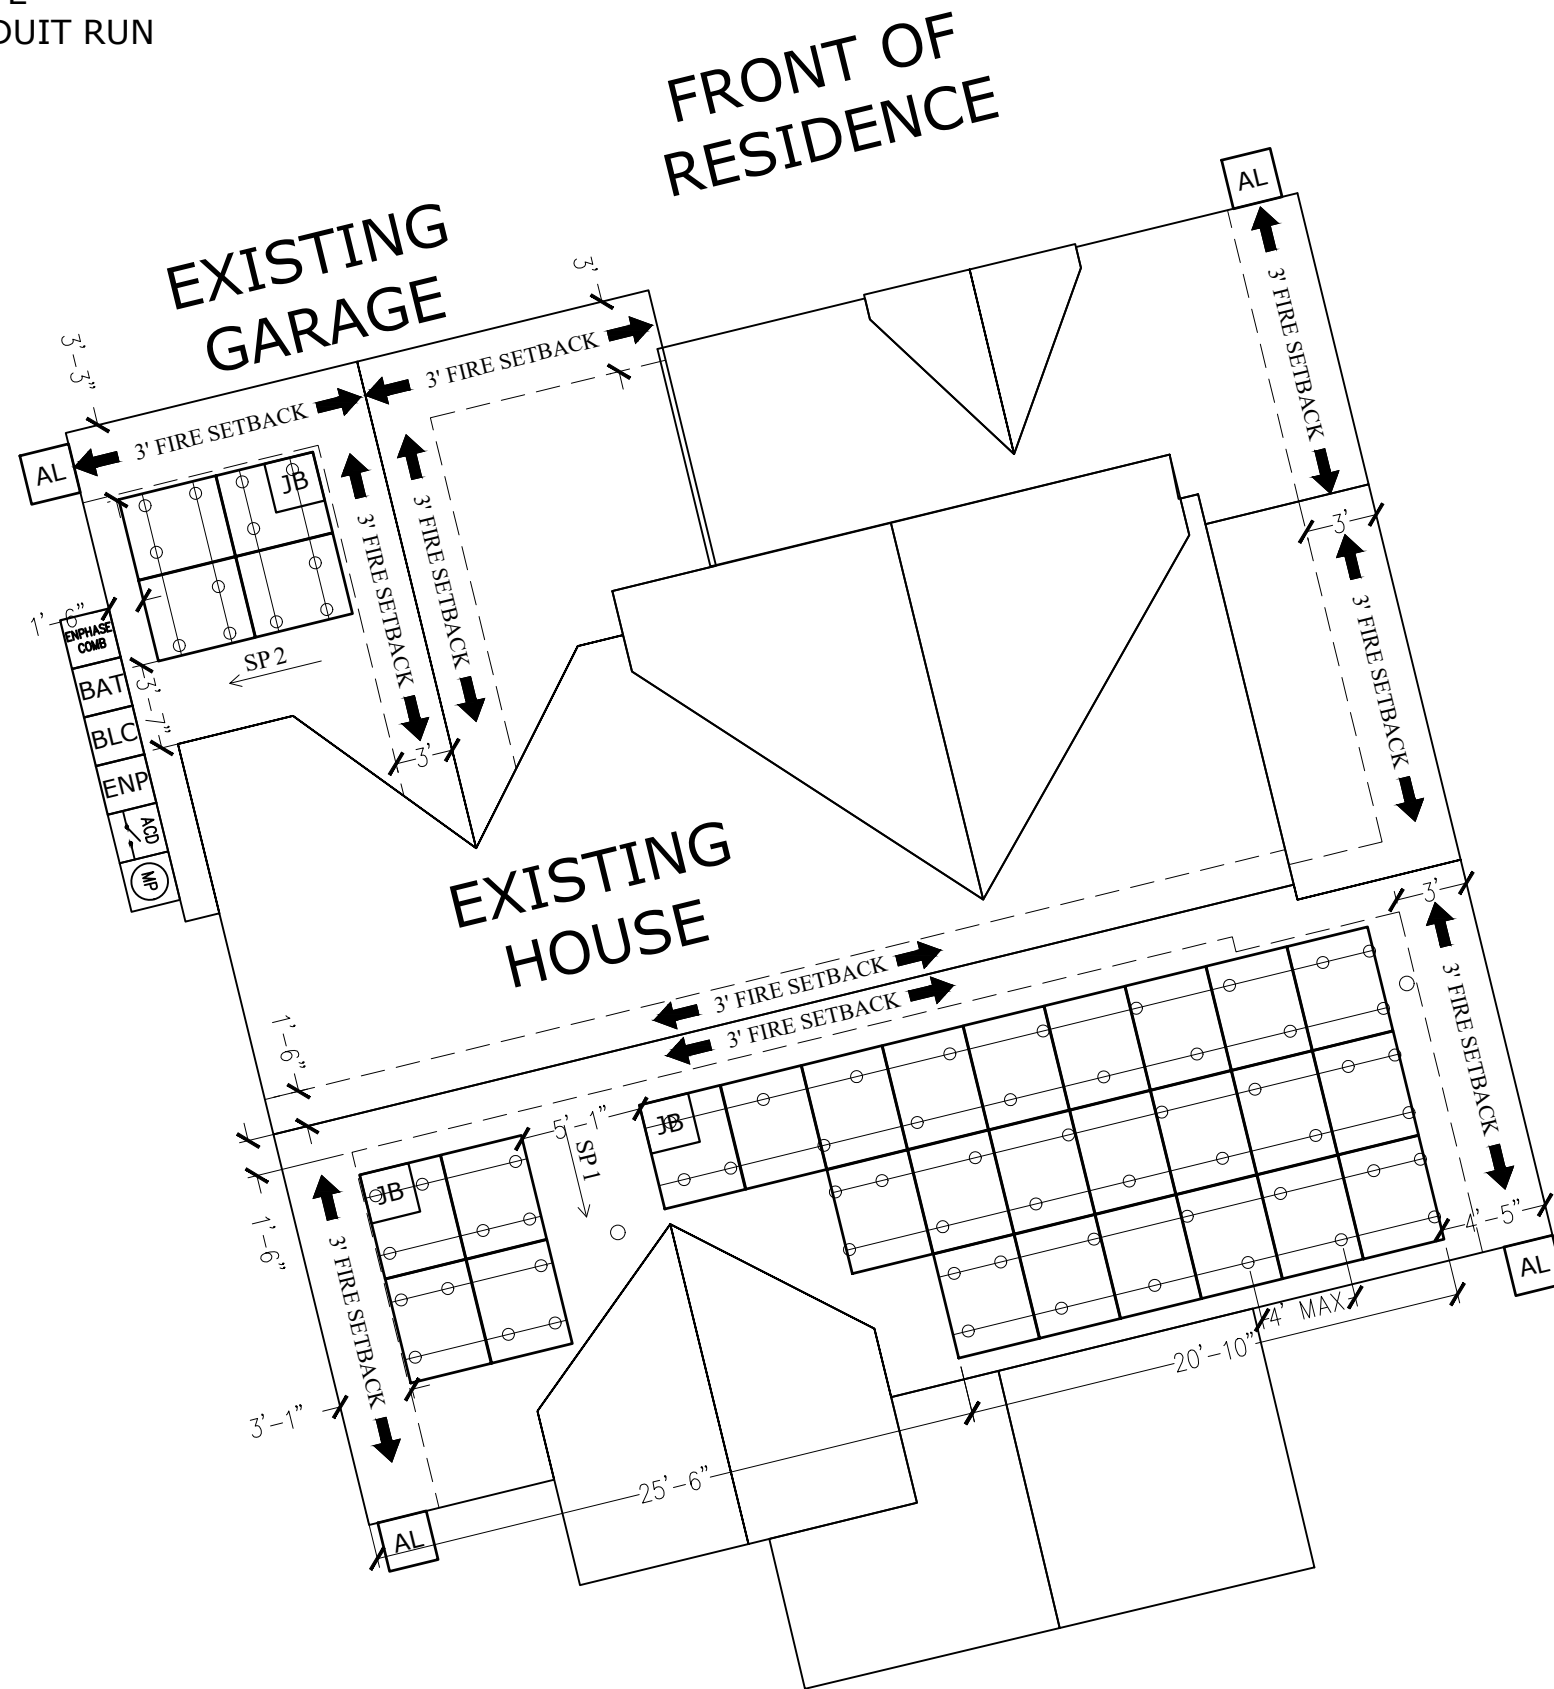 DUIT RUN
FRONT OF
RESIDENCE
AL
EXISTING
GARAGE
3'
3'-3"
3' FIRE SETBACK
3' FIRE SETBACK
3' FIRE SETBACK
AL
JB
3' FIRE SETBACK
3' FIRE SETBACK
3'
1'-6"
ENPHASE
COMB
SP 2
BAT
3'-7"
BLC
ENP
ACD
MP
3'
3' FIRE SETBACK
EXISTING
HOUSE
3'
3' FIRE SETBACK
3' FIRE SETBACK
3' FIRE SETBACK
1'-6"
5'-1"
JB
SP 1
JB
1'-6"
3' FIRE SETBACK
4'-5"
AL
4' MAX
20'-10"
3'-1"
25'-6"
AL